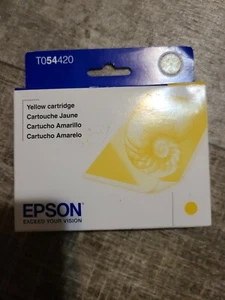 T054420
Yellow cartridge
Cartouche Jaune
Cartucho Amarillo
Cartucho Amarelo
EPSON
EXCEED YOUR VISION